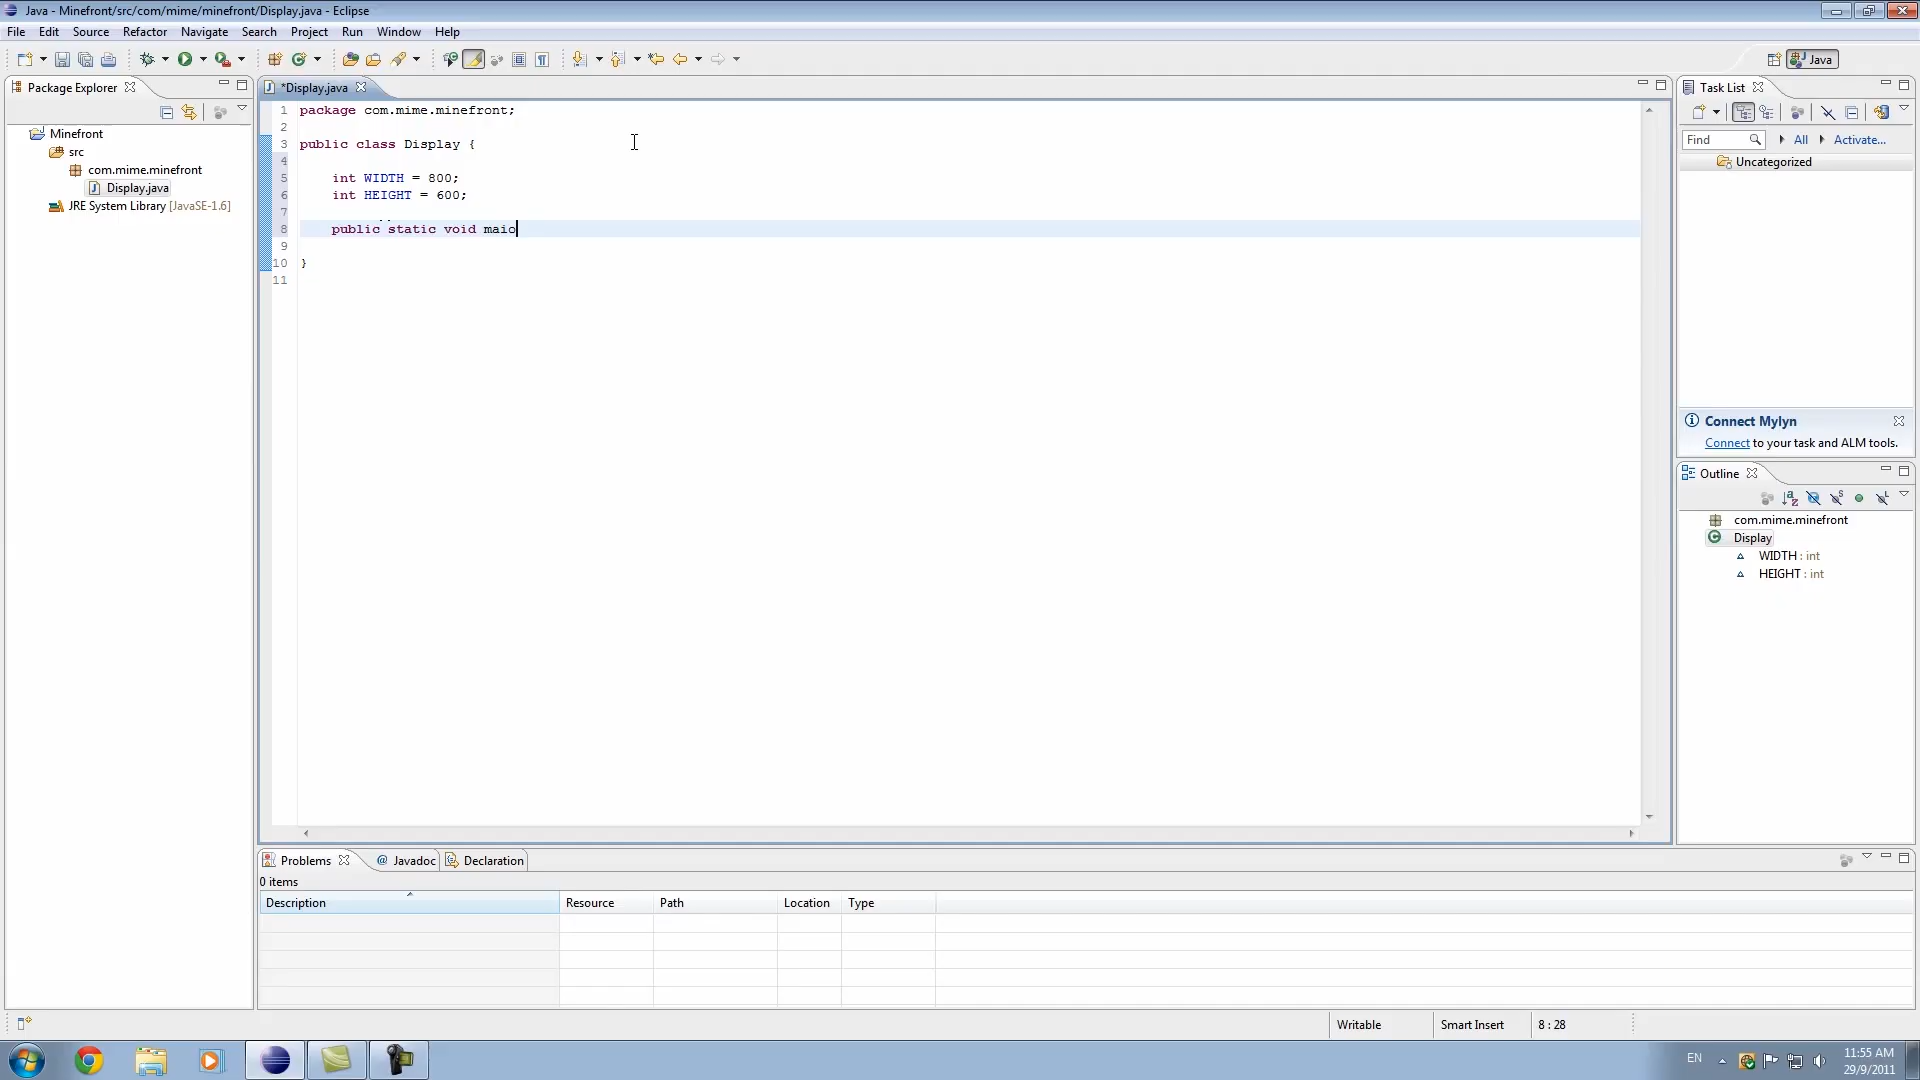 Java - Minefront/src/com/mime/minefront/Display.java - Eclipse
File Edit Source Refactor Navigate Search Project Run Window Help
Java
Package Explorer
Minefront
src
com.mime.minefront
Display.java
JRE System Library [JavaSE-1.6]
*Display.java
1 package com.mime.minefront;
2
3 public class Display {
4
5 int WIDTH = 800;
6 int HEIGHT = 600;
7
8 public static void maio
9
10 }
11
Task List
Find All Activate...
Uncategorized
Connect Mylyn
Connect to your task and ALM tools.
Outline
com.mime.minefront
Display
WIDTH : int
HEIGHT : int
Problems @ Javadoc Declaration
0 items
Description Resource Path Location Type
Writable Smart Insert 8 : 28
EN
11:55 AM
29/9/2011